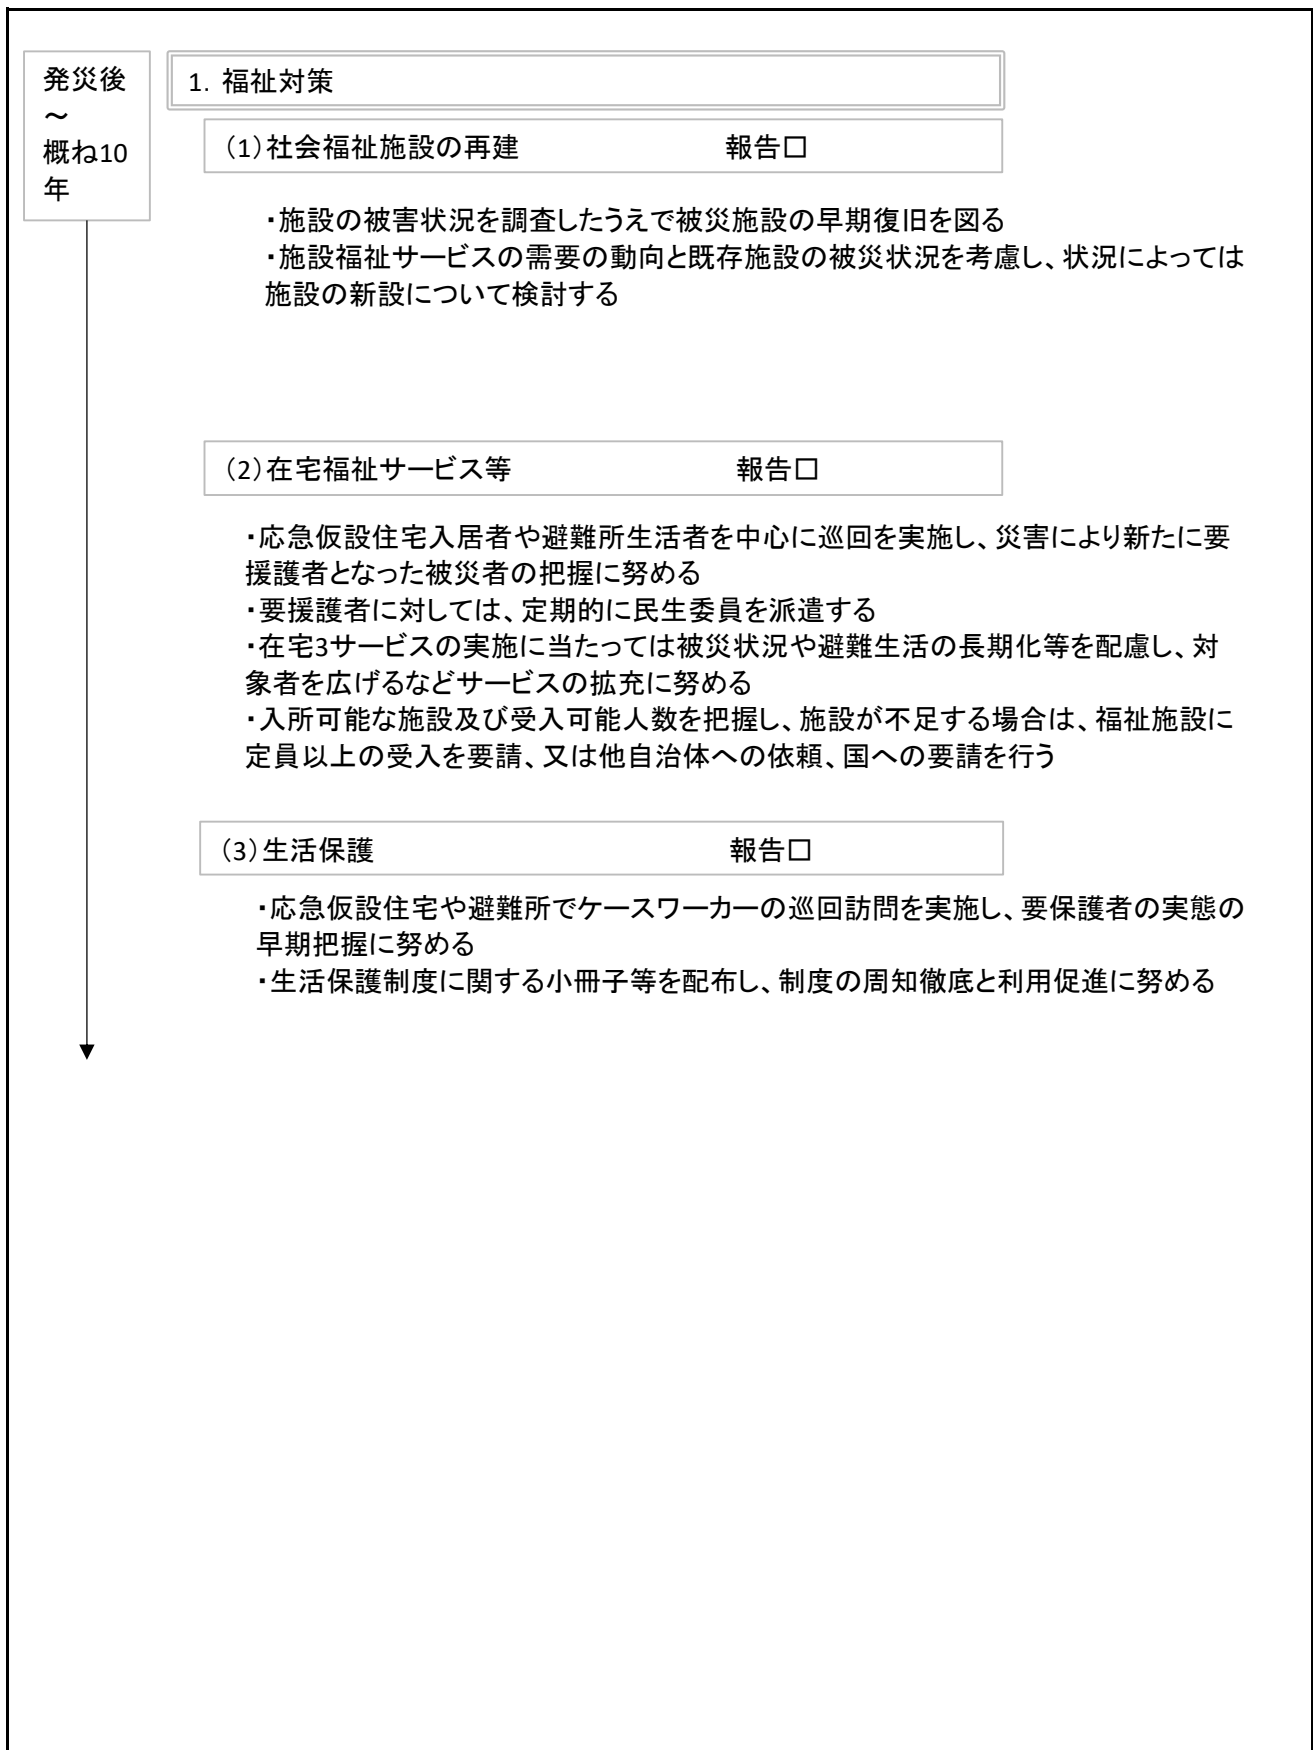 発災後
～
概ね10
年
1．福祉対策
（1）社会福祉施設の再建　報告□
・施設の被害状況を調査したうえで被災施設の早期復旧を図る
・施設福祉サービスの需要の動向と既存施設の被災状況を考慮し、状況によっては
施設の新設について検討する
（2）在宅福祉サービス等　報告□
・応急仮設住宅入居者や避難所生活者を中心に巡回を実施し、災害により新たに要
援護者となった被災者の把握に努める
・要援護者に対しては、定期的に民生委員を派遣する
・在宅3サービスの実施に当たっては被災状況や避難生活の長期化等を配慮し、対
象者を広げるなどサービスの拡充に努める
・入所可能な施設及び受入可能人数を把握し、施設が不足する場合は、福祉施設に
定員以上の受入を要請、又は他自治体への依頼、国への要請を行う
（3）生活保護　報告□
・応急仮設住宅や避難所でケースワーカーの巡回訪問を実施し、要保護者の実態の
早期把握に努める
・生活保護制度に関する小冊子等を配布し、制度の周知徹底と利用促進に努める